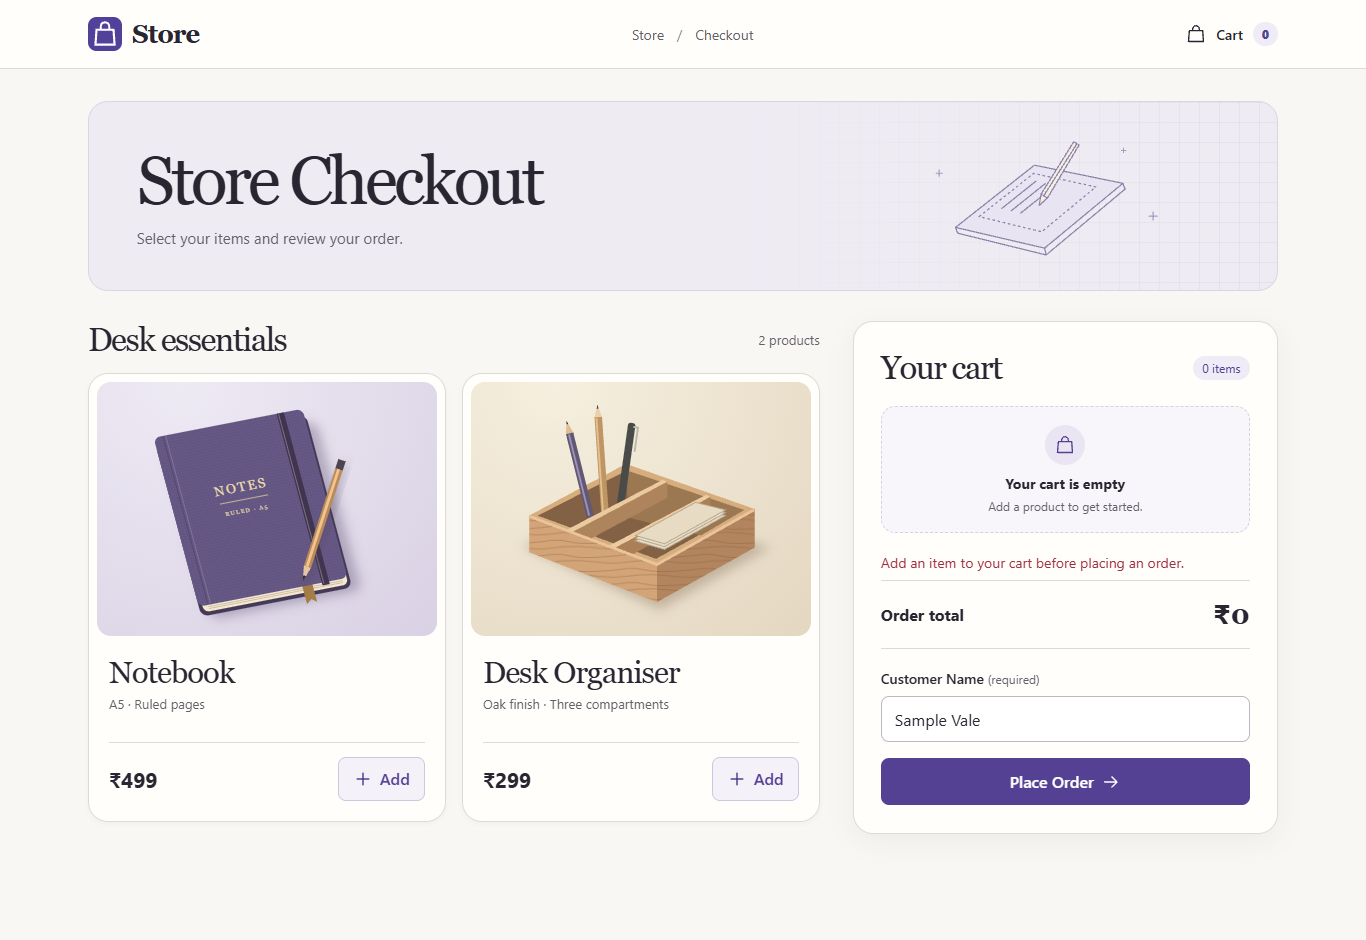 Store
Store / Checkout
Cart 0
Store Checkout
Select your items and review your order.
Desk essentials
2 products
NOTES
RULED · A5
Notebook
A5 · Ruled pages
₹499
+ Add
Desk Organiser
Oak finish · Three compartments
₹299
+ Add
Your cart
0 items
Your cart is empty
Add a product to get started.
Add an item to your cart before placing an order.
Order total ₹0
Customer Name (required)
Sample Vale
Place Order →